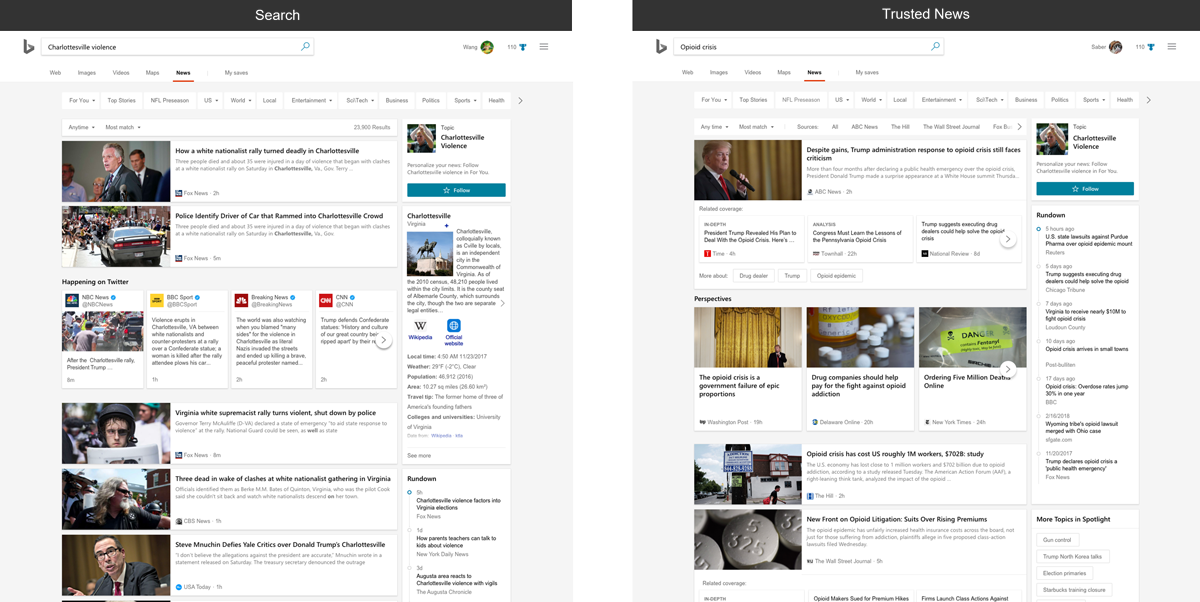 Search
Charlottesville violence
Wang
110
Web Images Videos Maps News My saves
For You Top Stories NFL Preseason US World Local Entertainment Sci\Tech Business Politics Sports Health
Anytime Most match 23,900 Results
How a white nationalist rally turned deadly in Charlottesville
Three people died and about 35 were injured in a day of violence that began with clashes
at a white nationalist rally on Saturday in Charlottesville, Va, Gov. Terry ...
Fox News · 2h
Police Identify Driver of Car that Rammed into Charlottesville Crowd
Three people died and about 35 were injured in a day of violence that began with clashes
at a white nationalist rally on Saturday in Charlottesville, Va, Gov.
Fox News · 5m
Happening on Twitter
NBC News
@NBCNews
After the Charlottesville rally,
President Trump ...
8m
BBC Sport
@BBCSport
Violence erupts in
Charlottesville, VA between
white nationalists and
counter-protesters at a rally
over a Confederate statue; a
woman is killed after the rally
attendee plows his car...
1h
Breaking News
@BreakingNews
The world was also watching
when you blamed "many
sides" for the violence in
Charlottesville as literal
Nazis invaded the streets
and ended up killing a brave,
peaceful protester named...
2h
CNN
@CNN
Trump defends Confederate
statues: 'History and culture
of our great country being
ripped apart' by their
2h
Virginia white supremacist rally turns violent, shut down by police
Governor Terry McAuliffe (D-VA) declared a state of emergency "to aid state response to
violence" at the rally. National Guard could be seen, as well as state
Fox News · 8m
Three dead in wake of clashes at white nationalist gathering in Virginia
Officials identified them as Berke M.M. Bates of Quinton, Virginia, who was the pilot Cook
said she couldn't sit back and watch white nationalists descend on her town.
CBS News · 1h
Steve Mnuchin Defies Yale Critics over Donald Trump's Charlottesville
"I don't believe the allegations against the president are accurate," Mnuchin wrote in a
statement released on Saturday. The treasury secretary denounced the outrage
USA Today · 1h
Topic
Charlottesville
Violence
Personalize your news: Follow
Charlottesville violence in For You.
Follow
Charlottesville
Virginia
Charlottesville,
colloquially known
as Cville by locals,
is an independent
city in the
Commonwealth of
Virginia. As of
the 2010 census, 48,210 people lived
within the city limits. It is the county seat
of Albemarle County, which surrounds
the city, though the two are separate
legal entities...
Wikipedia
Official
website
Local time: 4:50 AM 11/23/2017
Weather: 29°F (-2°C), Clear
Population: 46,912 (2016)
Area: 10.27 sq miles (26.60 km²)
Travel tip: The former home of three of
America's founding fathers
Colleges and universities: University
of Virginia
Data from: Wikipedia · Irtla
See more
Rundown
5h
Charlottesville violence factors into
Virginia elections
Fox News
1d
How parents teachers can talk to
kids about violence
New York Daily News
3d
Augusta area reacts to
Charlottesville violence with vigils
The Augusta Chronicle
Trusted News
Opioid crisis
Saber
110
Web Images Videos Maps News My saves
For You Top Stories NFL Preseason US World Local Entertainment Sci\Tech Business Politics Sports Health
Any time Most match Sources: All ABC News The Hill The Wall Street Journal Fox
Despite gains, Trump administration response to opioid crisis still faces
criticism
More than four months after declaring a public health emergency over the opioid crisis,
President Donald Trump made a surprise appearance at a White House summit Thursda...
ABC News · 2h
Related coverage:
IN-DEPTH
President Trump Revealed His Plan to
Deal With the Opioid Crisis. Here's ...
Time · 4h
ANALYSIS
Congress Must Learn the Lessons of
the Pennsylvania Opioid Crisis
Townhall · 22h
Trump suggests executing drug
dealers could help solve the opioid
crisis
National Review · 8d
More about: Drug dealer Trump Opioid epidemic
Perspectives
DANGER
contains Fentanyl
The opioid crisis is a
government failure of epic
proportions
Washington Post · 19h
Drug companies should help
pay for the fight against opioid
addiction
Delaware Online · 20h
Ordering Five Million Deaths
Online
New York Times · 24h
Opioid crisis has cost US roughly 1M workers, $702B: study
The U.S. economy has lost close to 1 million workers and $702 billion due to opioid
addiction, according to a study released Tuesday. The American Action Forum (AAF), a
right-leaning think tank, analyzed the impact of the opioid ...
The Hill · 2h
New Front on Opioid Litigation: Suits Over Rising Premiums
The opioid epidemic has unfairly increased health insurance costs across the board, not
just for those suffering from addiction, plaintiffs allege in five proposed class-action
lawsuits filed Wednesday.
The Wall Street Journal · 5h
Related coverage:
IN-DEPTH
Opioid Makers Sued for Premium Hikes
Firms Launch Class Actions Against
Topic
Charlottesville
Violence
Personalize your news: Follow
Charlottesville violence in For You.
Follow
Rundown
5 hours ago
U.S. state lawsuits against Purdue
Pharma over opioid epidemic mount
Reuters
5 days ago
Trump suggests executing drug
dealers could help solve the opioid
Chicago Tribune
7 days ago
Virginia to receive nearly $10M to
fight opioid crisis
Loudoun County
10 days ago
Opioid crisis arrives in small towns
Post-bulliten
17 days ago
Opioid crisis: Overdose rates jump
30% in one year
BBC
2/16/2018
Wyoming tribe's opioid lawsuit
merged with Ohio case
sfgate.com
11/20/2017
Trump declares opioid crisis a
'public health emergency'
Fox News
More Topics in Spotlight
Gun control
Trump North Korea talks
Election primaries
Starbucks training closure